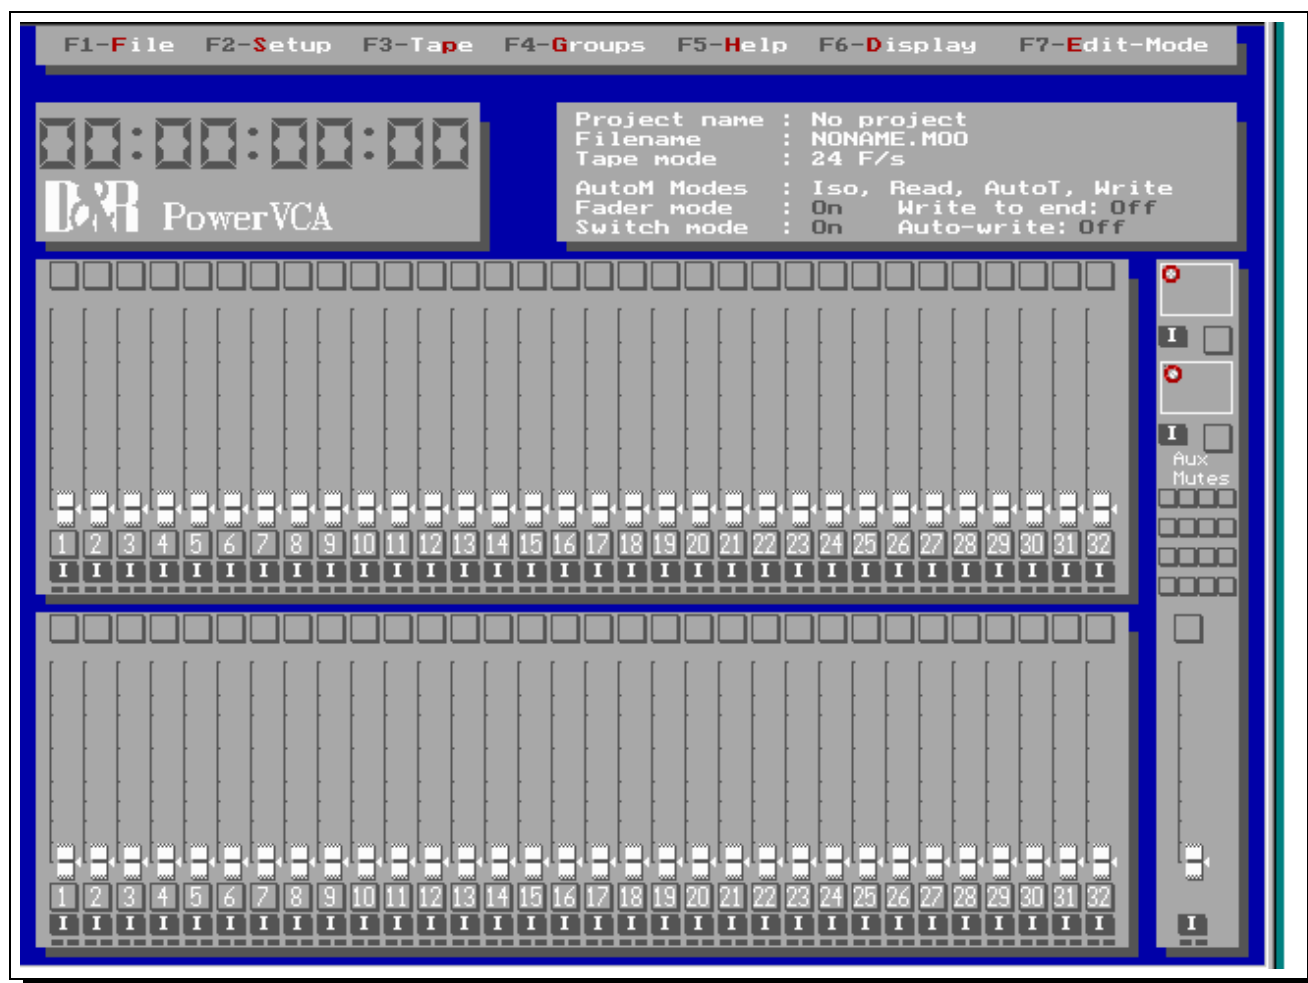 F1-File F2-Setup F3-Tape F4-Groups F5-Help F6-Display F7-Edit-Mode
00:00:00:00
D&R PowerVCA
Project name : No project
Filename : NONAME.M00
Tape mode : 24 F/s
AutoM Modes : Iso, Read, AutoT, Write
Fader mode : On Write to end: Off
Switch mode : On Auto-write: Off
I
I
Aux
Mutes
1 2 3 4 5 6 7 8 9 10 11 12 13 14 15 16 17 18 19 20 21 22 23 24 25 26 27 28 29 30 31 32
I I I I I I I I I I I I I I I I I I I I I I I I I I I I I I I I
1 2 3 4 5 6 7 8 9 10 11 12 13 14 15 16 17 18 19 20 21 22 23 24 25 26 27 28 29 30 31 32
I I I I I I I I I I I I I I I I I I I I I I I I I I I I I I I I
I